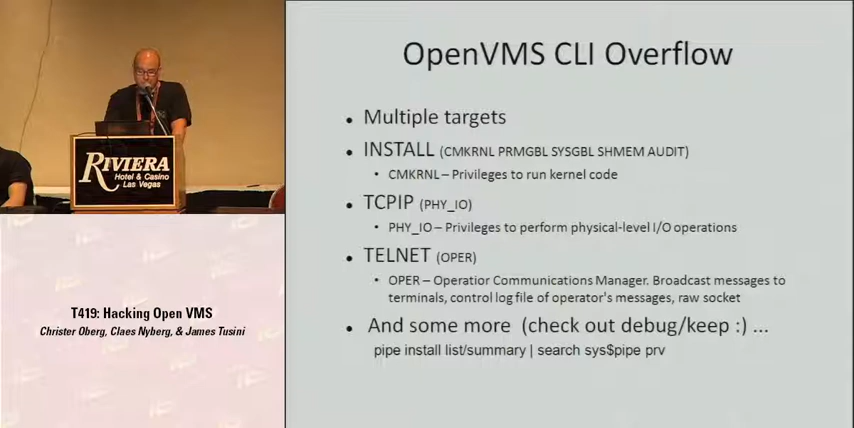 RIVIERA
Hotel & Casino
Las Vegas
T419: Hacking Open VMS
Christer Oberg, Claes Nyberg, & James Tusini
OpenVMS CLI Overflow
• Multiple targets
• INSTALL (CMKRNL PRMGBL SYSGBL SHMEM AUDIT)
• CMKRNL – Privileges to run kernel code
• TCPIP (PHY_IO)
• PHY_IO – Privileges to perform physical-level I/O operations
• TELNET (OPER)
• OPER – Operatior Communications Manager. Broadcast messages to
terminals, control log file of operator's messages, raw socket
• And some more (check out debug/keep :) ...
pipe install list/summary | search sys$pipe prv